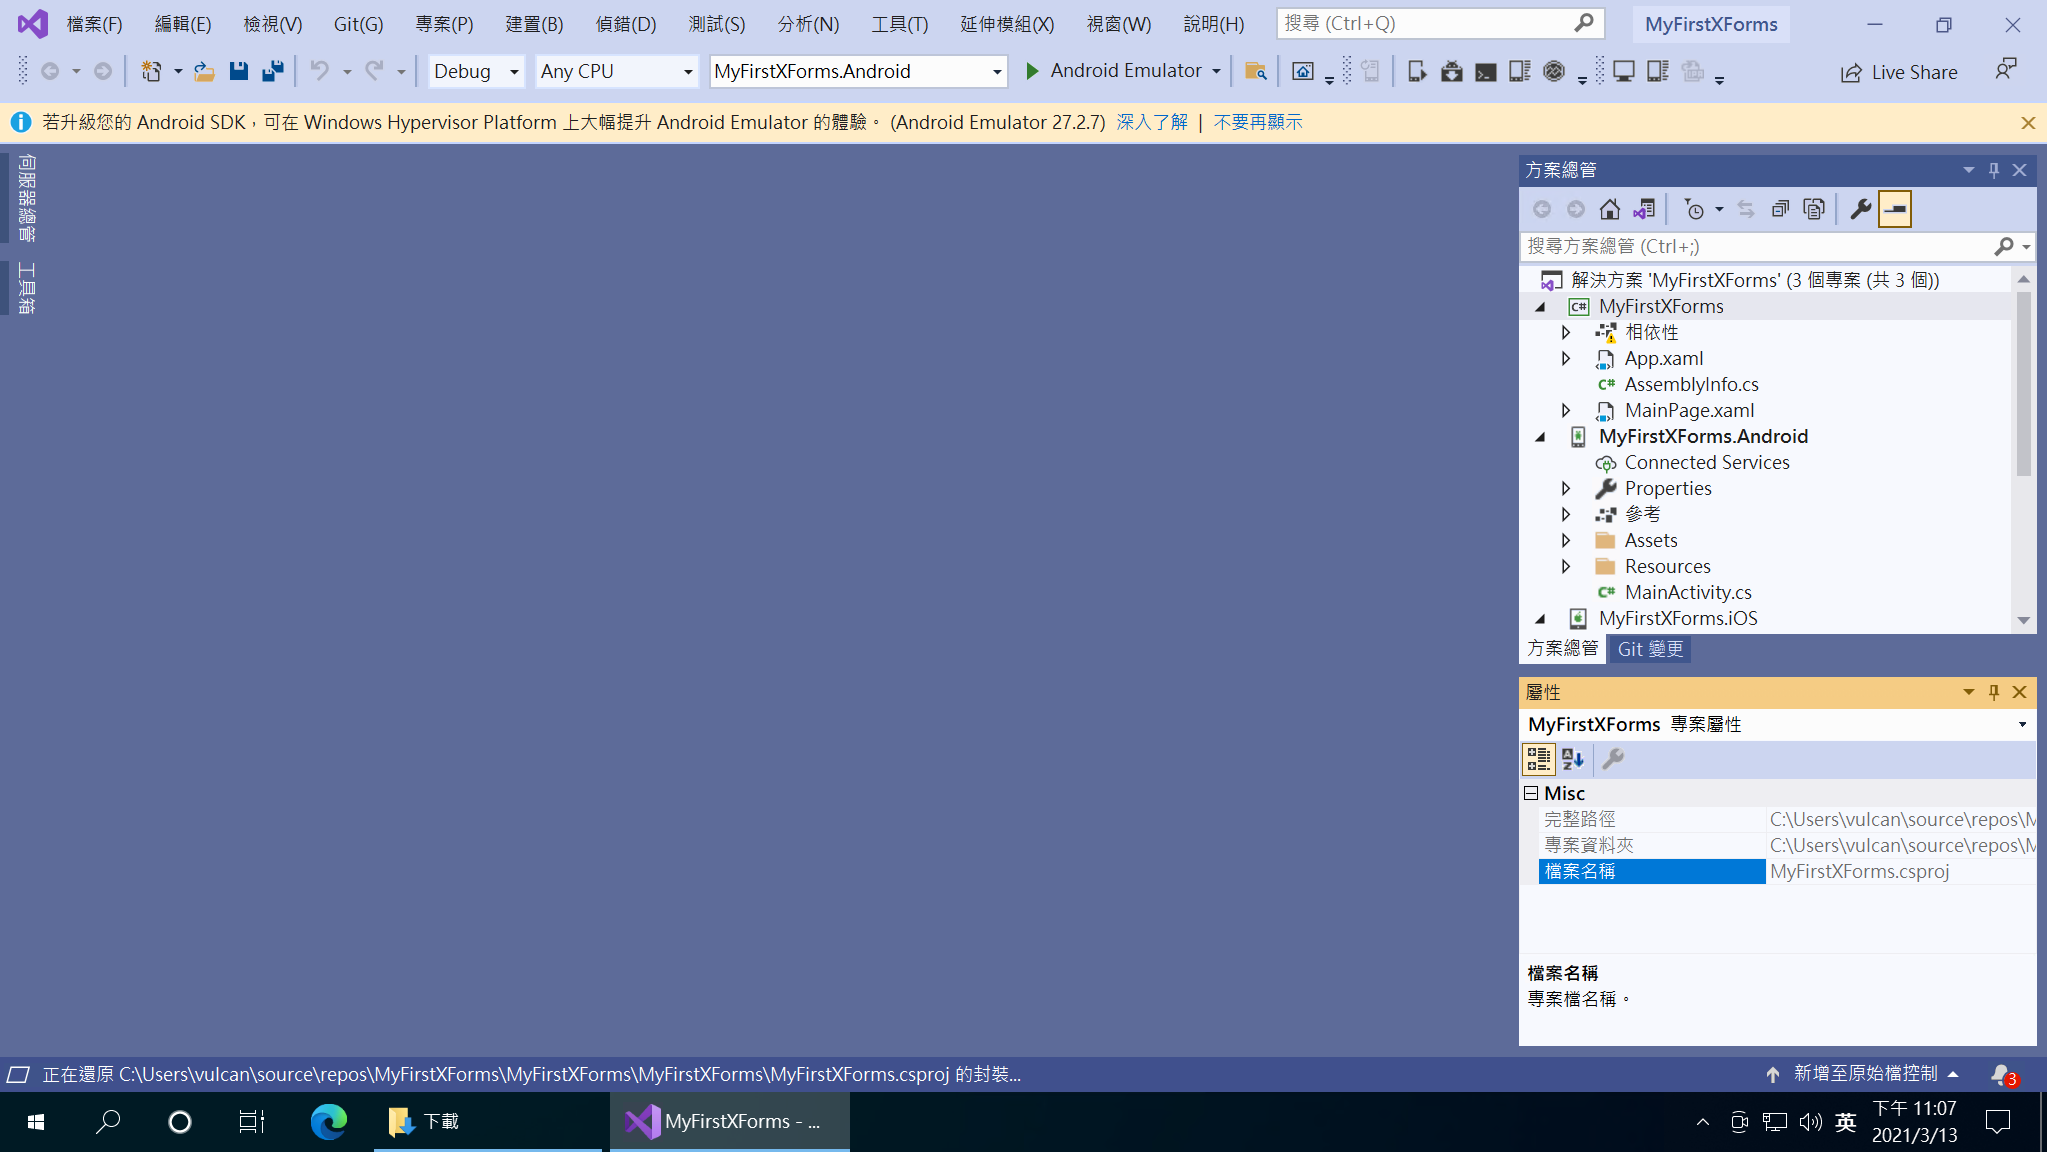 檔案(F) 編輯(E) 檢視(V) Git(G) 專案(P) 建置(B) 偵錯(D) 測試(S) 分析(N) 工具(T) 延伸模組(X) 視窗(W) 說明(H) 搜尋 (Ctrl+Q) MyFirstXForms
Debug Any CPU MyFirstXForms.Android Android Emulator Live Share
若升級您的 Android SDK，可在 Windows Hypervisor Platform 上大幅提升 Android Emulator 的體驗。 (Android Emulator 27.2.7) 深入了解 | 不要再顯示
伺服器總管
工具箱
方案總管
搜尋方案總管 (Ctrl+;)
解決方案 'MyFirstXForms' (3 個專案 (共 3 個))
C# MyFirstXForms
相依性
App.xaml
C# AssemblyInfo.cs
MainPage.xaml
MyFirstXForms.Android
Connected Services
Properties
參考
Assets
Resources
C# MainActivity.cs
MyFirstXForms.iOS
方案總管 Git 變更
屬性
MyFirstXForms 專案屬性
Misc
完整路徑 C:\Users\vulcan\source\repos\M
專案資料夾 C:\Users\vulcan\source\repos\M
檔案名稱 MyFirstXForms.csproj
檔案名稱
專案檔名稱。
正在還原 C:\Users\vulcan\source\repos\MyFirstXForms\MyFirstXForms\MyFirstXForms\MyFirstXForms.csproj 的封裝... 新增至原始檔控制 3
下載 MyFirstXForms - ... 英 下午 11:07
2021/3/13